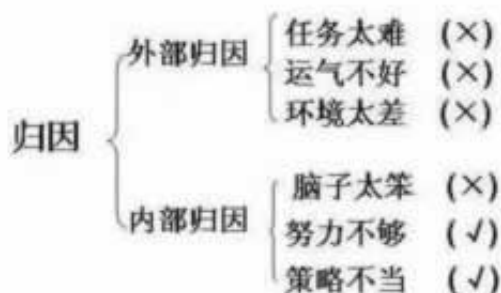 归因
外部归因
任务太难 (×)
运气不好 (×)
环境太差 (×)
内部归因
脑子太笨 (×)
努力不够 (√)
策略不当 (√)